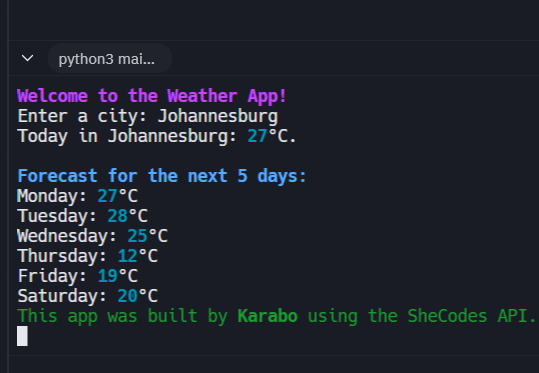 python3 mai...
Welcome to the Weather App!
Enter a city: Johannesburg
Today in Johannesburg: 27°C.
Forecast for the next 5 days:
Monday: 27°C
Tuesday: 28°C
Wednesday: 25°C
Thursday: 12°C
Friday: 19°C
Saturday: 20°C
This app was built by Karabo using the SheCodes API.